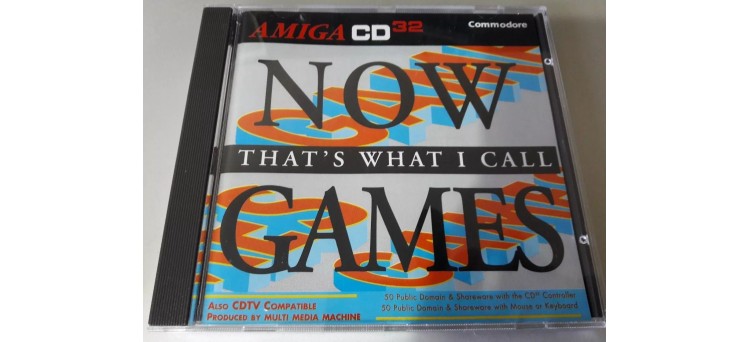 AMIGA CD32
Commodore
NOW
THAT'S WHAT I CALL
GAMES
ALSO CDTV COMPATIBLE
PRODUCED BY MULTI MEDIA MACHINE
50 Public Domain & Shareware with the CD³² Controller
50 Public Domain & Shareware with Mouse or Keyboard